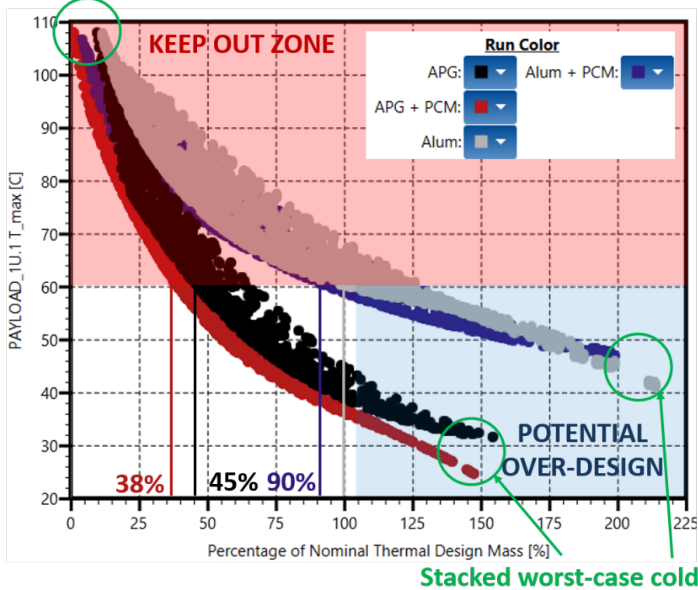 KEEP OUT ZONE
Run Color
APG:
Alum + PCM:
APG + PCM:
Alum:
PAYLOAD_1U.1 T_max [C]
110
100
90
80
70
60
50
40
30
20
38%
45%
90%
POTENTIAL
OVER-DESIGN
0
25
50
75
100
125
150
175
200
225
Percentage of Nominal Thermal Design Mass [%]
Stacked worst-case cold